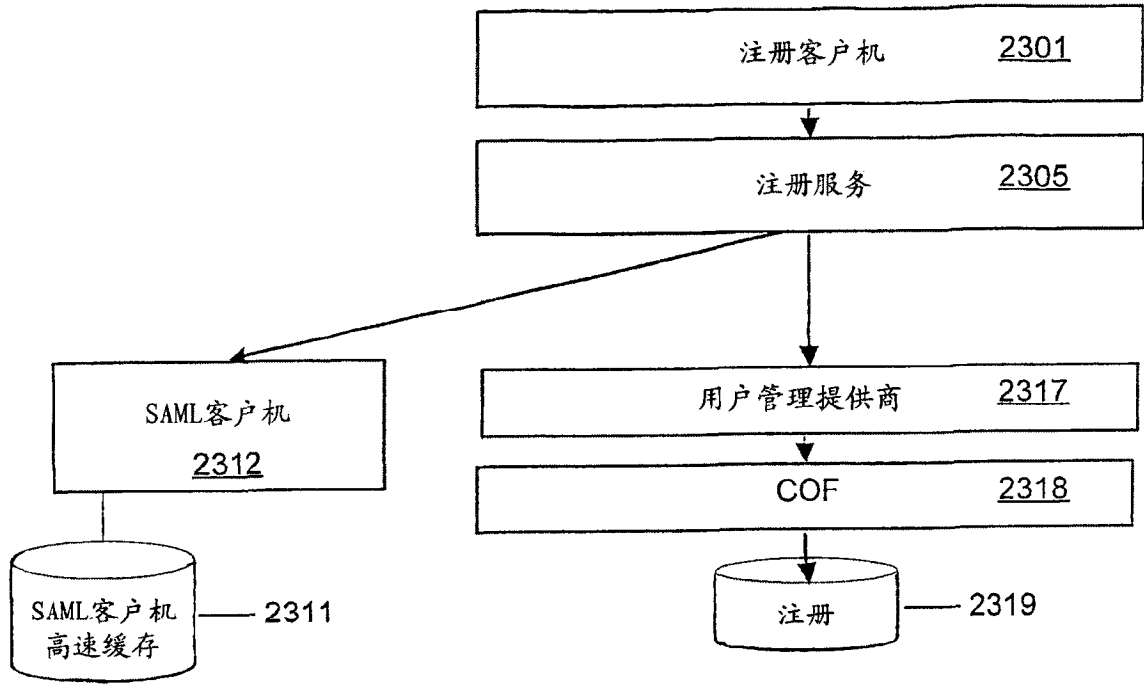 注册客户机 2301
注册服务 2305
SAML客户机
2312
用户管理提供商 2317
COF 2318
SAML客户机
高速缓存
2311
注册
2319